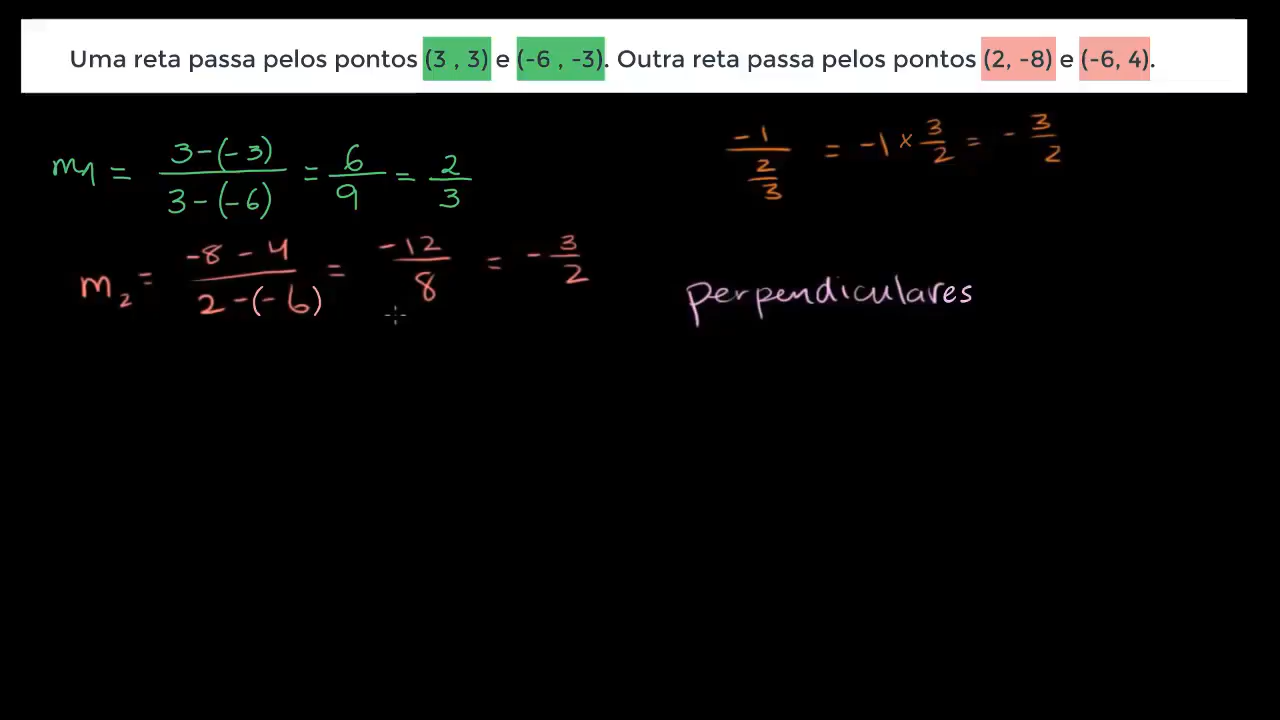 Uma reta passa pelos pontos (3 , 3) e (-6 , -3). Outra reta passa pelos pontos (2, -8) e (-6, 4).
m1 = 3-(-3) / 3-(-6) = 6/9 = 2/3
-1 / (2/3) = -1 × 3/2 = - 3/2
m2 = -8 - 4 / 2-(-6) = -12/8 = - 3/2
perpendiculares